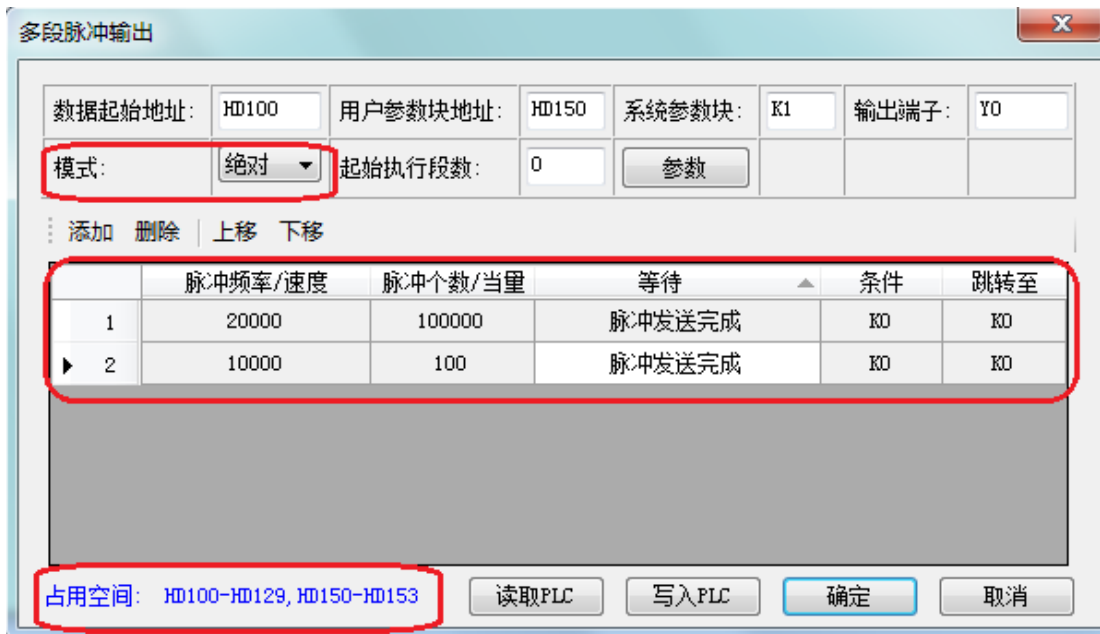 多段脉冲输出
数据起始地址: HD100 用户参数块地址: HD150 系统参数块: K1 输出端子: Y0
模式: 绝对 起始执行段数: 0 参数
添加 删除 上移 下移
脉冲频率/速度 脉冲个数/当量 等待 条件 跳转至
1 20000 100000 脉冲发送完成 K0 K0
2 10000 100 脉冲发送完成 K0 K0
占用空间: HD100-HD129,HD150-HD153 读取PLC 写入PLC 确定 取消